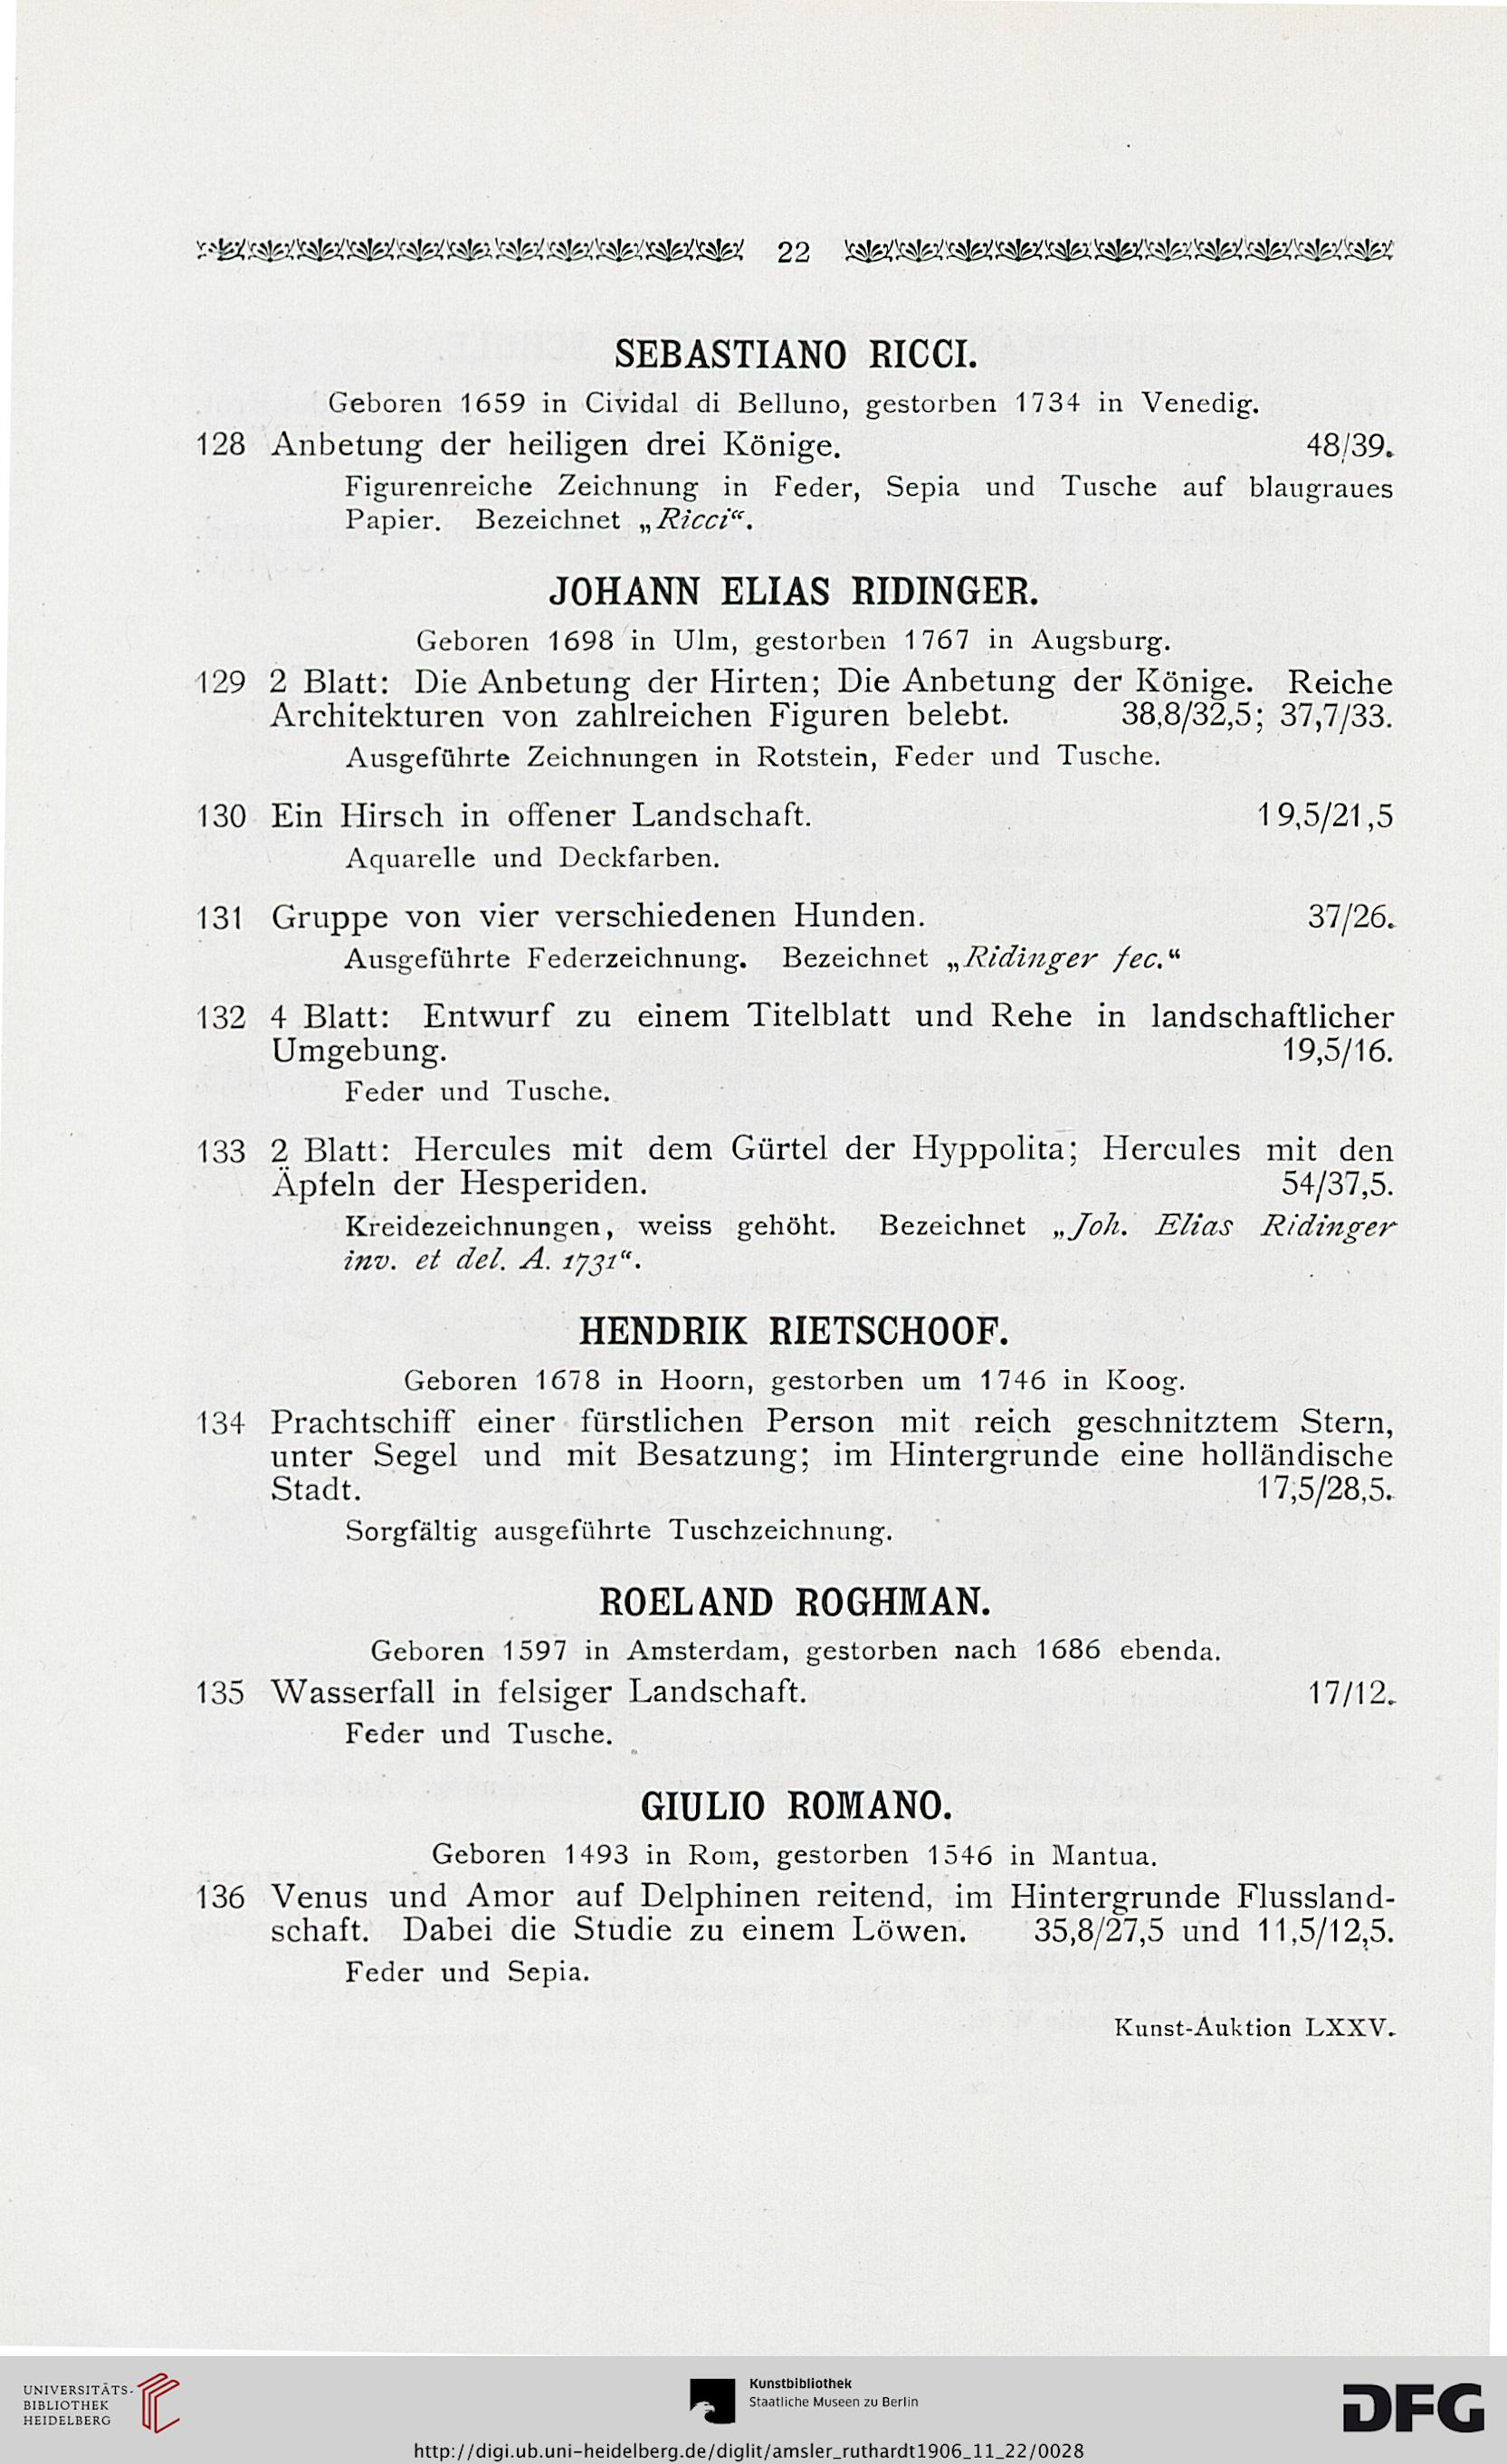 22
SEBASTIANO RICCI.
Geboren 1659 in Cividal di Belluno, gestorben 1734 in Venedig.
128 Anbetung der heiligen drei Könige. 48/39.
Figurenreiche Zeichnung in Feder, Sepia und Tusche auf blaugraues
Papier. Bezeichnet „Ricci“.
JOHANN ELIAS RIDINGER.
Geboren 1698 in Ulm, gestorben 1767 in Augsburg.
129 2 Blatt: Die Anbetung der Hirten; Die Anbetung der Könige. Reiche
Architekturen von zahlreichen Figuren belebt. 38,8/32,5; 37,7/33.
Ausgeführte Zeichnungen in Rotstein, Feder und Tusche.
130 Ein Hirsch in offener Landschaft. 19,5/21,5
Aquarelle und Deckfarben.
131 Gruppe von vier verschiedenen Hunden. 37/26.
Ausgeführte Federzeichnung. Bezeichnet „Ridinger fec.“
132 4 Blatt: Entwurf zu einem Titelblatt und Rehe in landschaftlicher
Umgebung. 19,5/16.
Feder und Tusche.
133 2 Blatt: Hercules mit dem Gürtel der Hyppolita; Hercules mit den
Äpfeln der Hesperiden. 54/37,5.
Kreidezeichnungen, weiss gehöht. Bezeichnet „Joh. Elias Ridinger
inv. et del. A. 1731“.
HENDRIK RIETSCHOOF.
Geboren 1678 in Hoorn, gestorben um 1746 in Koog.
134 Prachtschiff einer fürstlichen Person mit reich geschnitztem Stern,
unter Segel und mit Besatzung; im Hintergrunde eine holländische
Stadt. 17,5/28,5.
Sorgfältig ausgeführte Tuschzeichnung.
ROELAND ROGHMAN.
Geboren 1597 in Amsterdam, gestorben nach 1686 ebenda.
135 Wasserfall in felsiger Landschaft. 17/12.
Feder und Tusche.
GIULIO ROMANO.
Geboren 1493 in Rom, gestorben 1546 in Mantua.
136 Venus und Amor auf Delphinen reitend, im Hintergrunde Flussland-
schaft. Dabei die Studie zu einem Löwen. 35,8/27,5 und 11,5/12,5.
Feder und Sepia.
Kunst-Auktion LXXV.
UNIVERSITÄTS-
BIBLIOTHEK
HEIDELBERG
Kunstbibliothek
Staatliche Museen zu Berlin
DFG
http://digi.ub.uni-heidelberg.de/diglit/amsler_ruthardt1906_11_22/0028